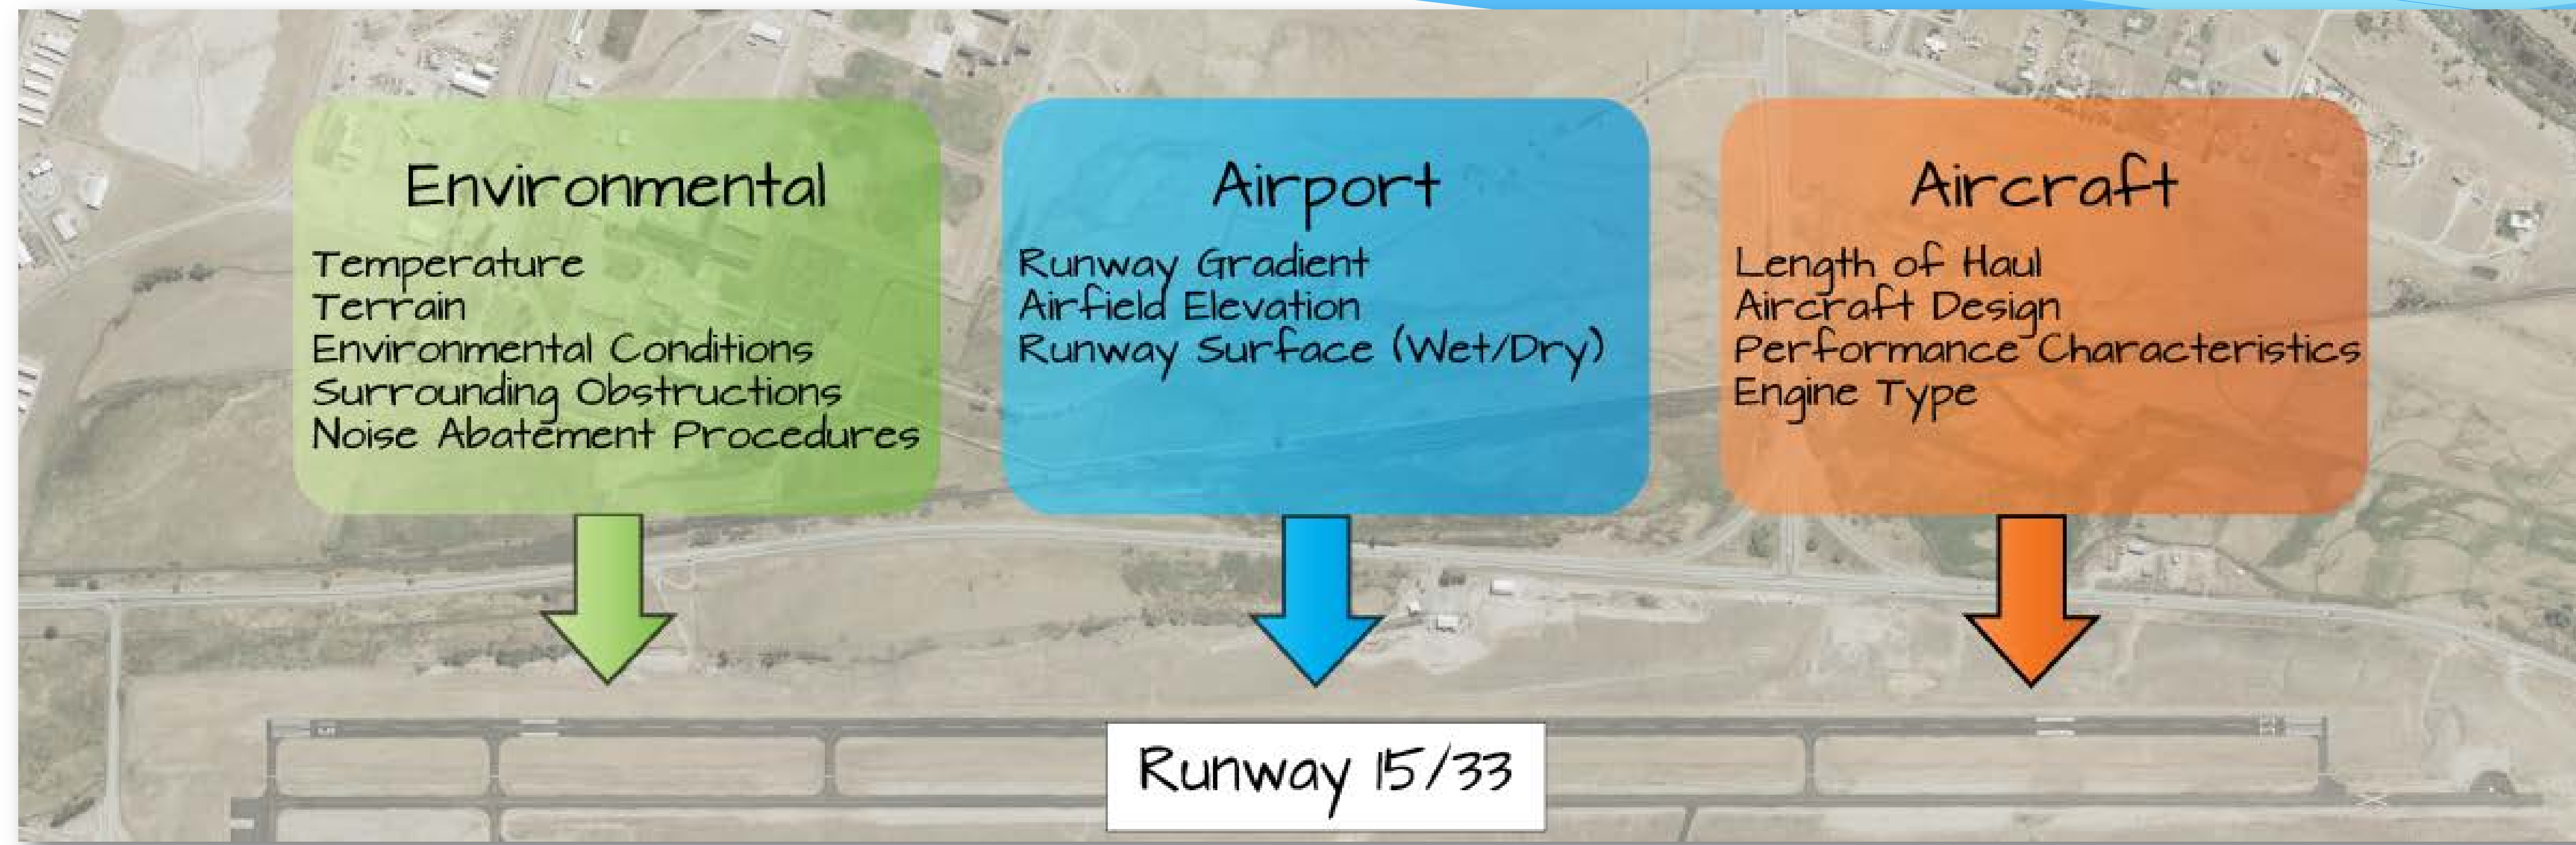 Environmental
Temperature
Terrain
Environmental Conditions
Surrounding Obstructions
Noise Abatement Procedures
Airport
Runway Gradient
Airfield Elevation
Runway Surface (Wet/Dry)
Aircraft
Length of Haul
Aircraft Design
Performance Characteristics
Engine Type
Runway 15/33